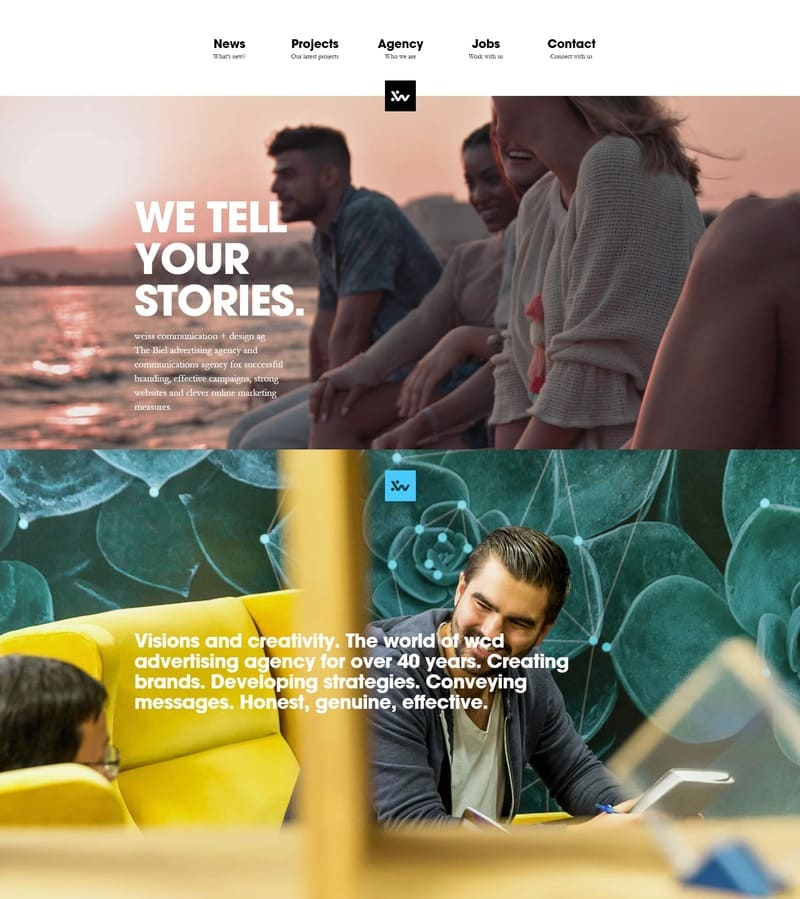 News Projects Agency Jobs Contact
What's new? Our latest projects Who we are Work with us Connect with us
WE TELL
YOUR
STORIES.
weiss communication + design ag
The Biel advertising agency and
communications agency for successful
branding, effective campaigns, strong
websites and clever online marketing
measures.
Visions and creativity. The world of wcd
advertising agency for over 40 years. Creating
brands. Developing strategies. Conveying
messages. Honest, genuine, effective.